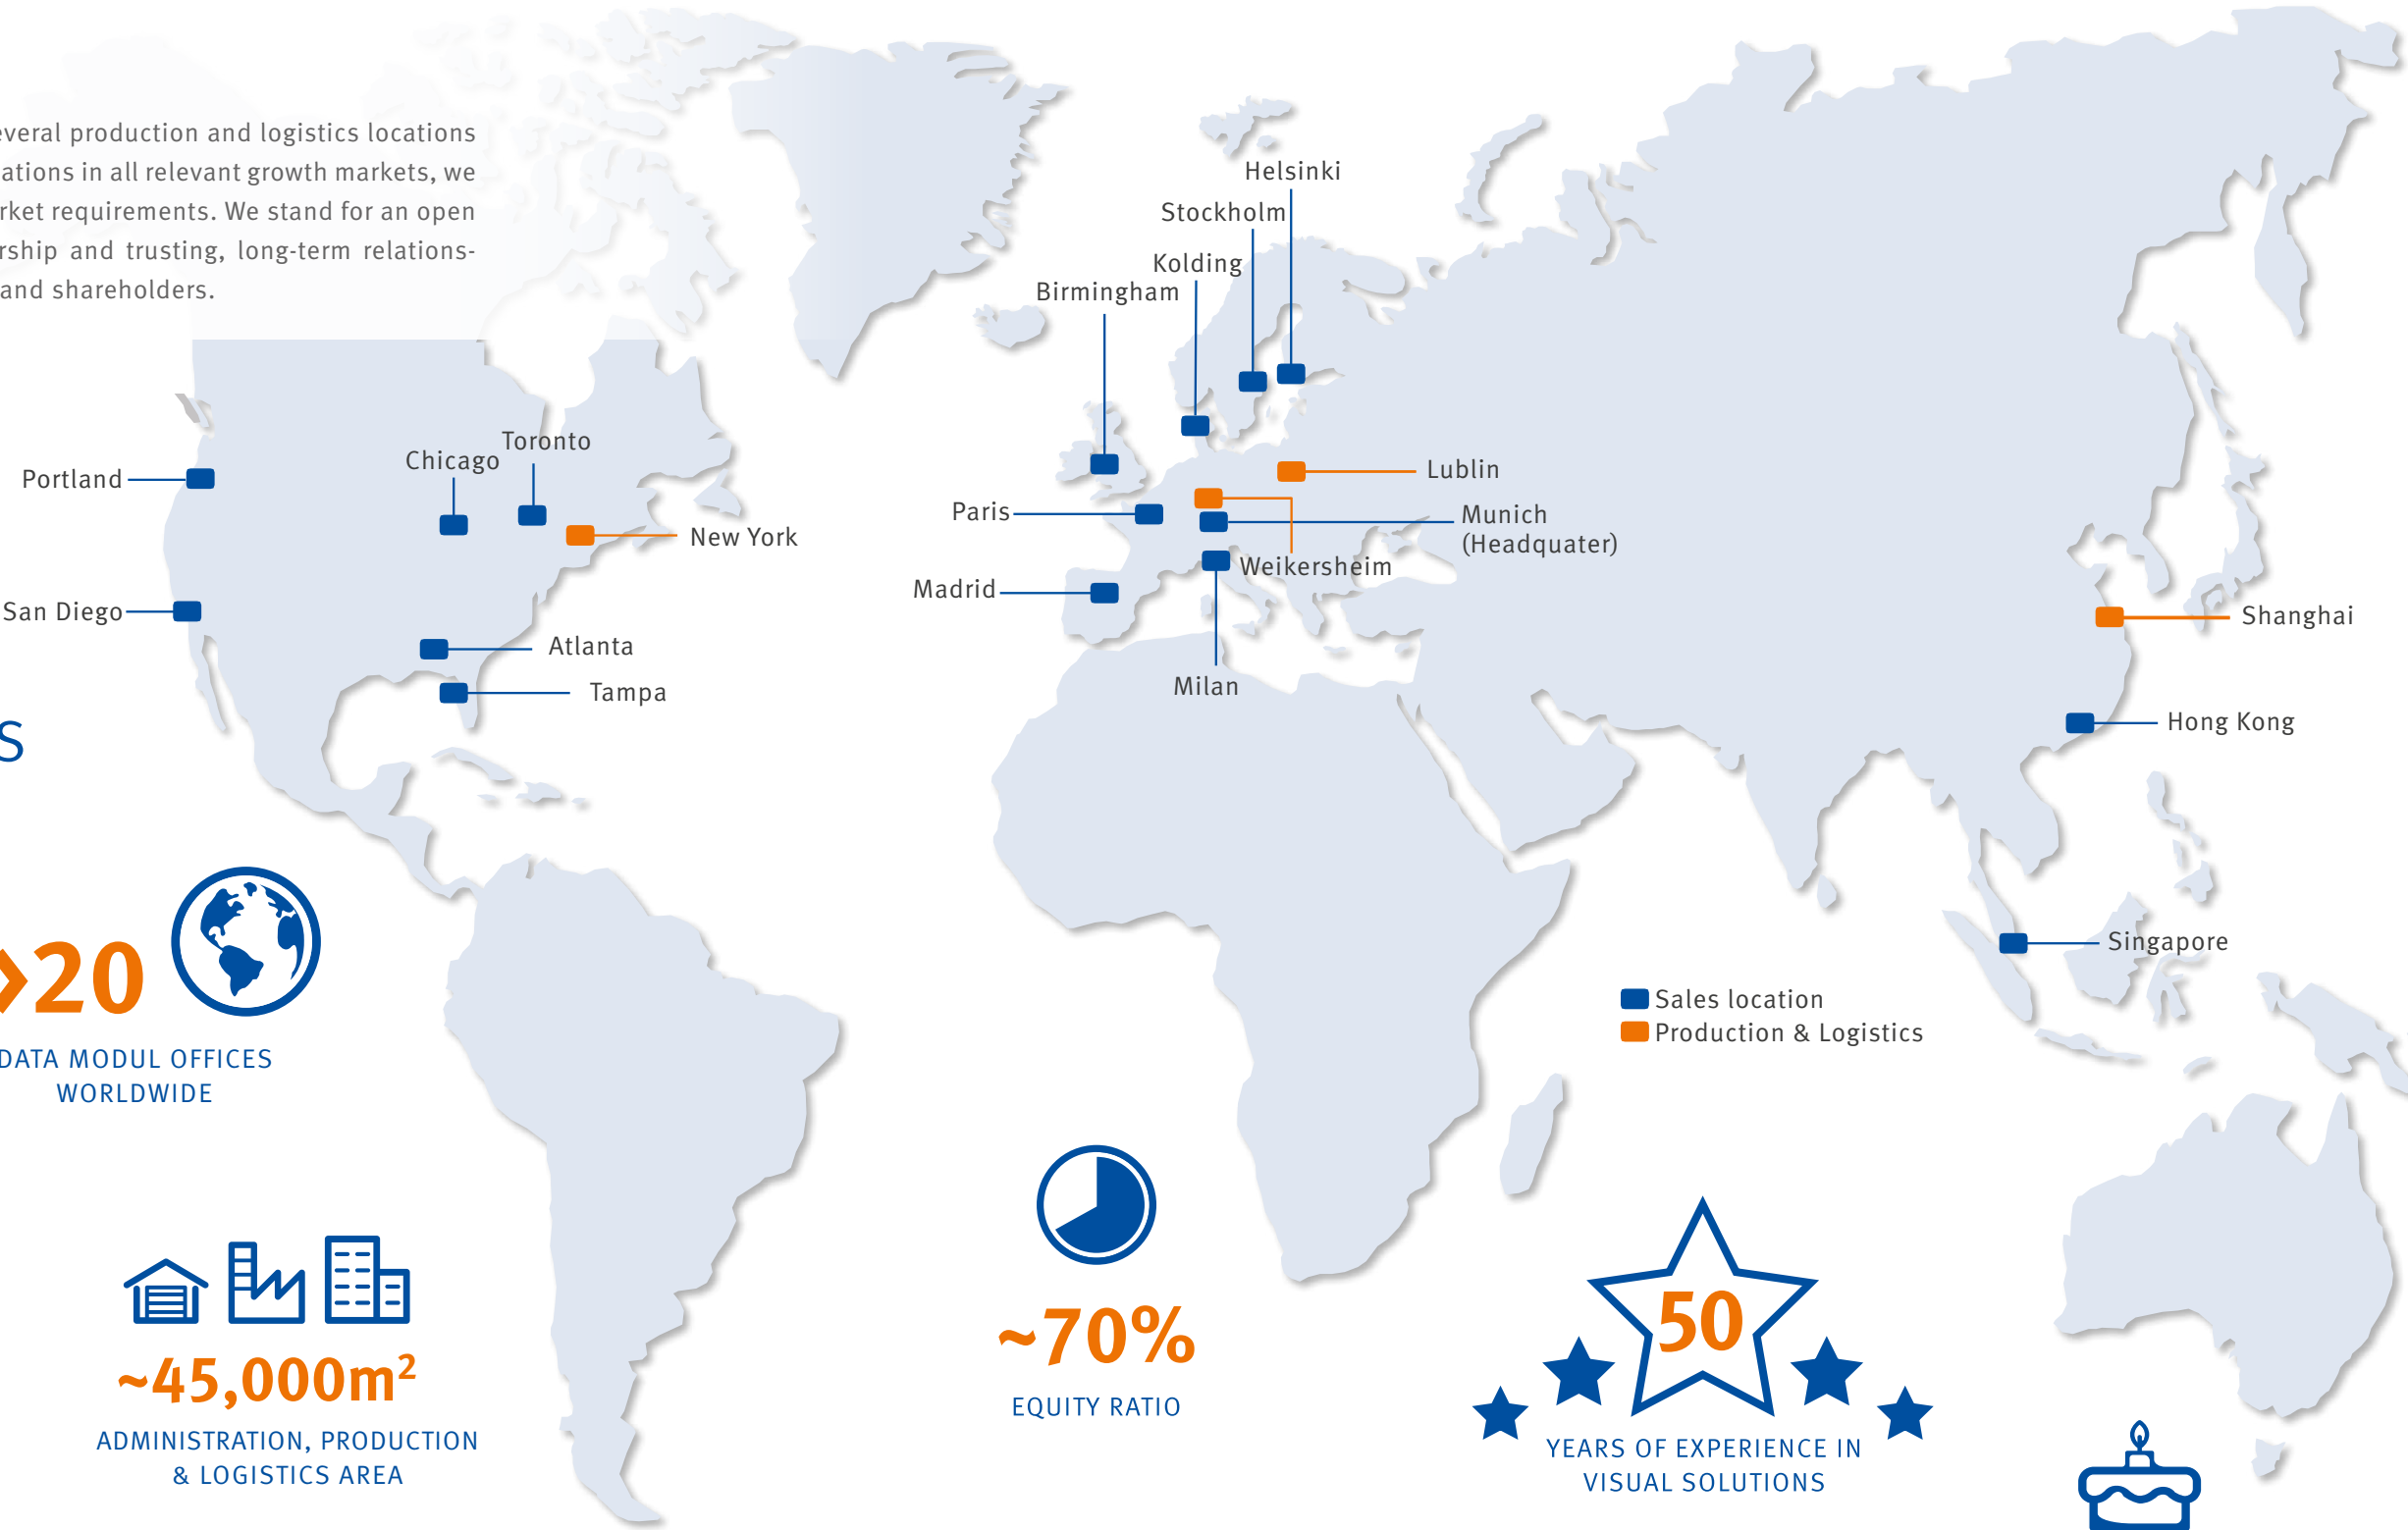 everal production and logistics locations
ations in all relevant growth markets, we
rket requirements. We stand for an open
rship and trusting, long-term relations-
and shareholders.
Helsinki
Stockholm
Kolding
Birmingham
Toronto
Chicago
Portland
New York
San Diego
Atlanta
Tampa
Lublin
Paris
Munich
(Headquater)
Weikersheim
Madrid
Milan
Shanghai
Hong Kong
Singapore
S
>20
DATA MODUL OFFICES
WORLDWIDE
Sales location
Production & Logistics
~45,000m²
ADMINISTRATION, PRODUCTION
& LOGISTICS AREA
~70%
EQUITY RATIO
50
YEARS OF EXPERIENCE IN
VISUAL SOLUTIONS